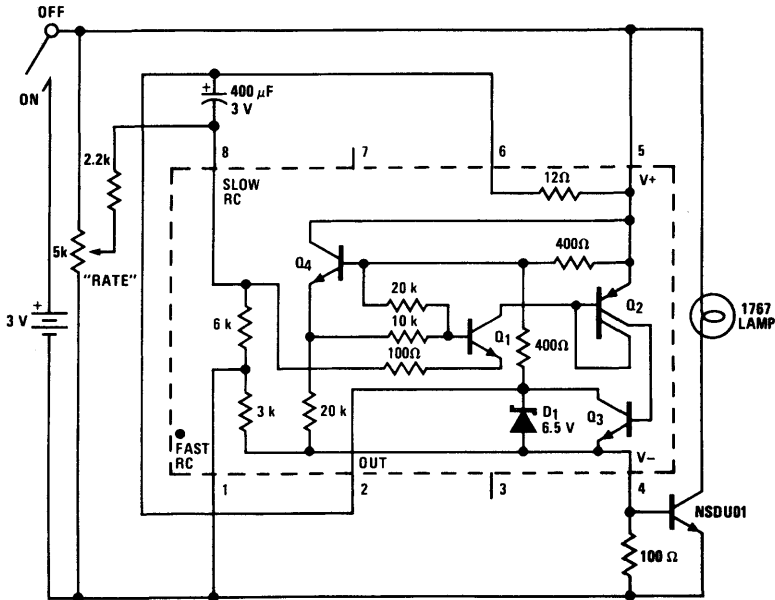 OFF
ON
400 μF
3 V
+
2.2k
8
7
6
5
SLOW
RC
12Ω
V+
5k
"RATE"
Q4
400Ω
20 k
Q2
1767
LAMP
+
3 V
6 k
10 k
Q1
400Ω
100Ω
3 k
20 k
D1
6.5 V
Q3
FAST
RC
OUT
V−
1
2
3
4
NSDU01
100 Ω